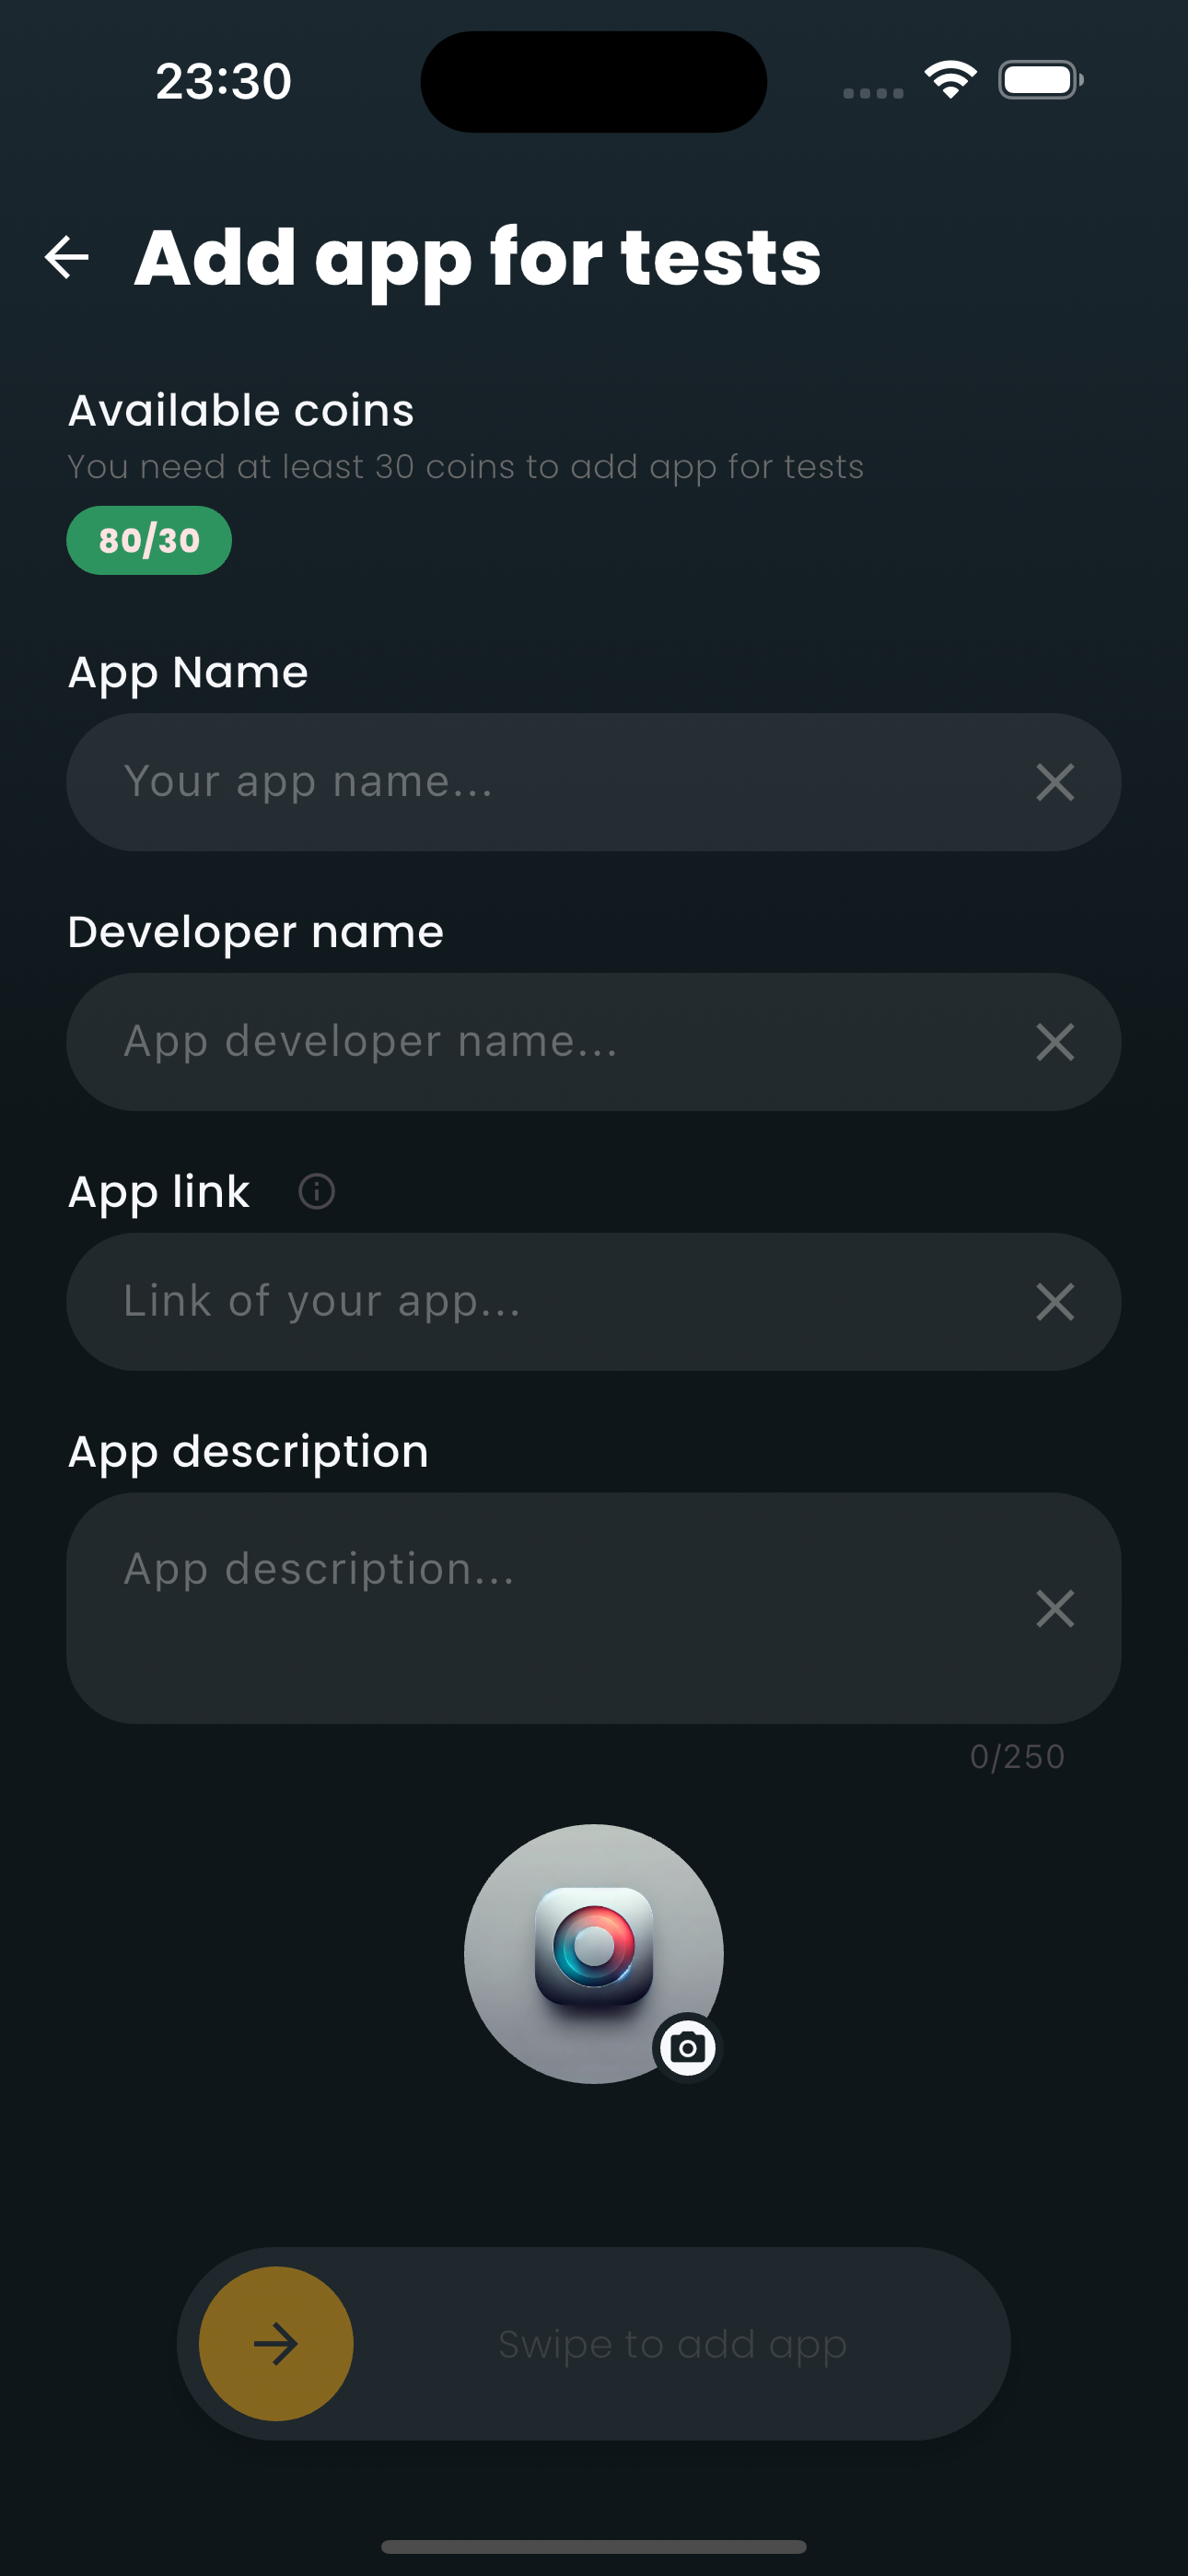 23:30
Add app for tests
Available coins
You need at least 30 coins to add app for tests
80/30
App Name
Your app name...
Developer name
App developer name...
App link
Link of your app...
App description
App description...
0/250
Swipe to add app